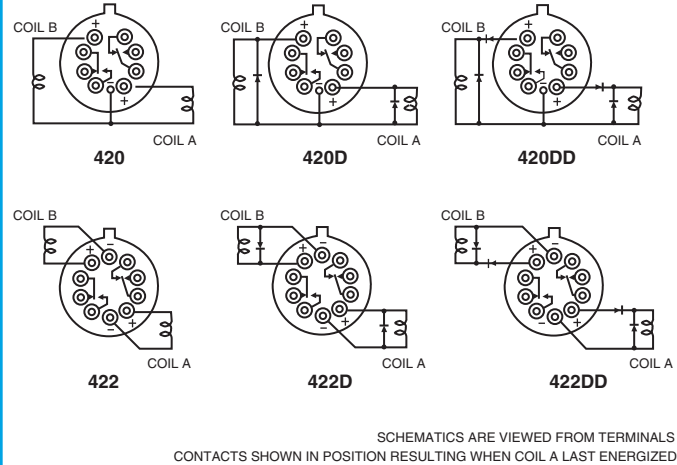 COIL B
+
−
+
COIL A
420
COIL B
+
−
+
COIL A
420D
COIL B
+
−
+
COIL A
420DD
COIL B
−
+
+
−
COIL A
422
COIL B
−
+
+
−
COIL A
422D
COIL B
−
+
+
−
COIL A
422DD
SCHEMATICS ARE VIEWED FROM TERMINALS
CONTACTS SHOWN IN POSITION RESULTING WHEN COIL A LAST ENERGIZED